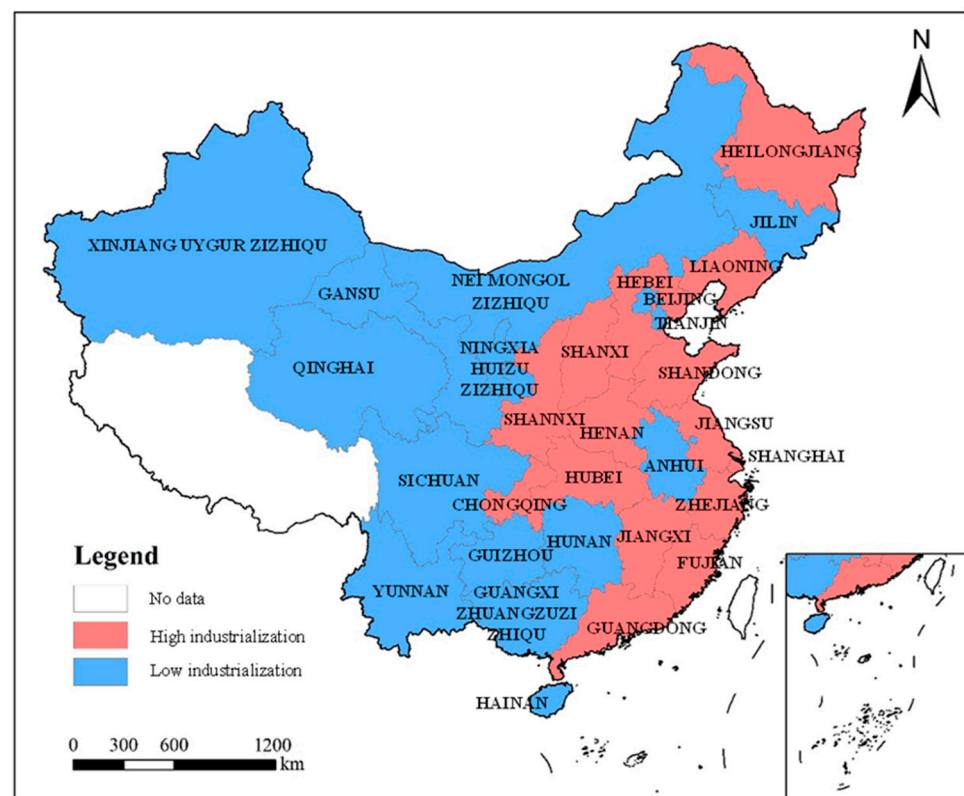 N
HEILONGJIANG
JILIN
XINJIANG UYGUR ZIZHIQU
LIAONING
NEI MONGOL
ZIZHIQU
HEBEI
GANSU
BEIJING
TIANJIN
NINGXIA
HUIZU
ZIZHIQU
SHANXI
QINGHAI
SHANDONG
SHANNXI
JIANGSU
HENAN
SHANGHAI
ANHUI
SICHUAN
HUBEI
CHONGQING
ZHEJIANG
HUNAN
JIANGXI
GUIZHOU
FUJIAN
YUNNAN
GUANGXI
ZHUANGZUZI
ZHIQU
GUANGDONG
HAINAN
Legend
No data
High industrialization
Low industrialization
0 300 600 1200
km